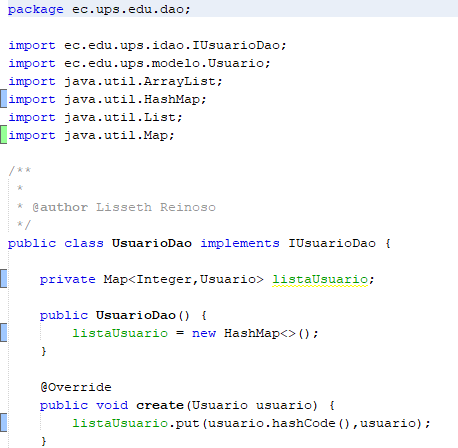 package ec.ups.edu.dao;
import ec.edu.ups.idao.IUsuarioDao;
import ec.edu.ups.modelo.Usuario;
import java.util.ArrayList;
import java.util.HashMap;
import java.util.List;
import java.util.Map;
/**
 *
 * @author Lisseth Reinoso
 */
public class UsuarioDao implements IUsuarioDao {
    private Map<Integer,Usuario> listaUsuario;
    public UsuarioDao() {
        listaUsuario = new HashMap<>();
    }
    @Override
    public void create(Usuario usuario) {
        listaUsuario.put(usuario.hashCode(),usuario);
    }